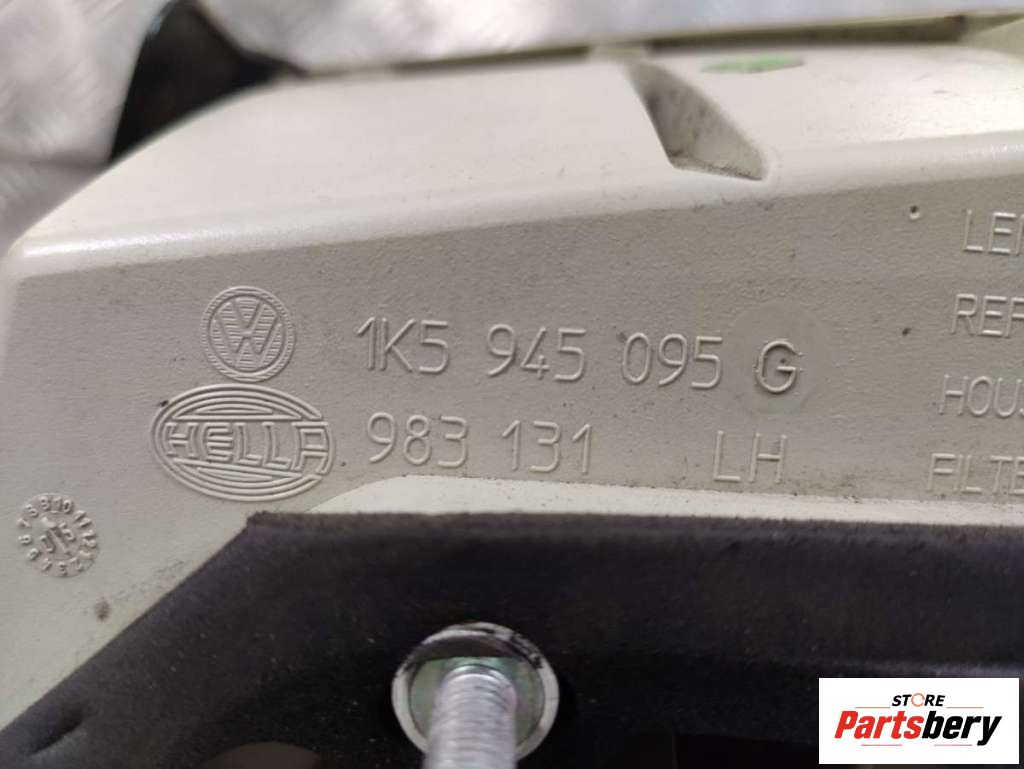 1K5 945 095 G
HELLA
983 131 LH
STORE
Partsbery